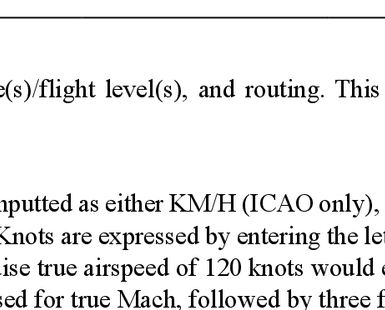 e(s)/flight level(s), and routing. This
nputted as either KM/H (ICAO only),
Knots are expressed by entering the let
ise true airspeed of 120 knots would e
sed for true Mach, followed by three f